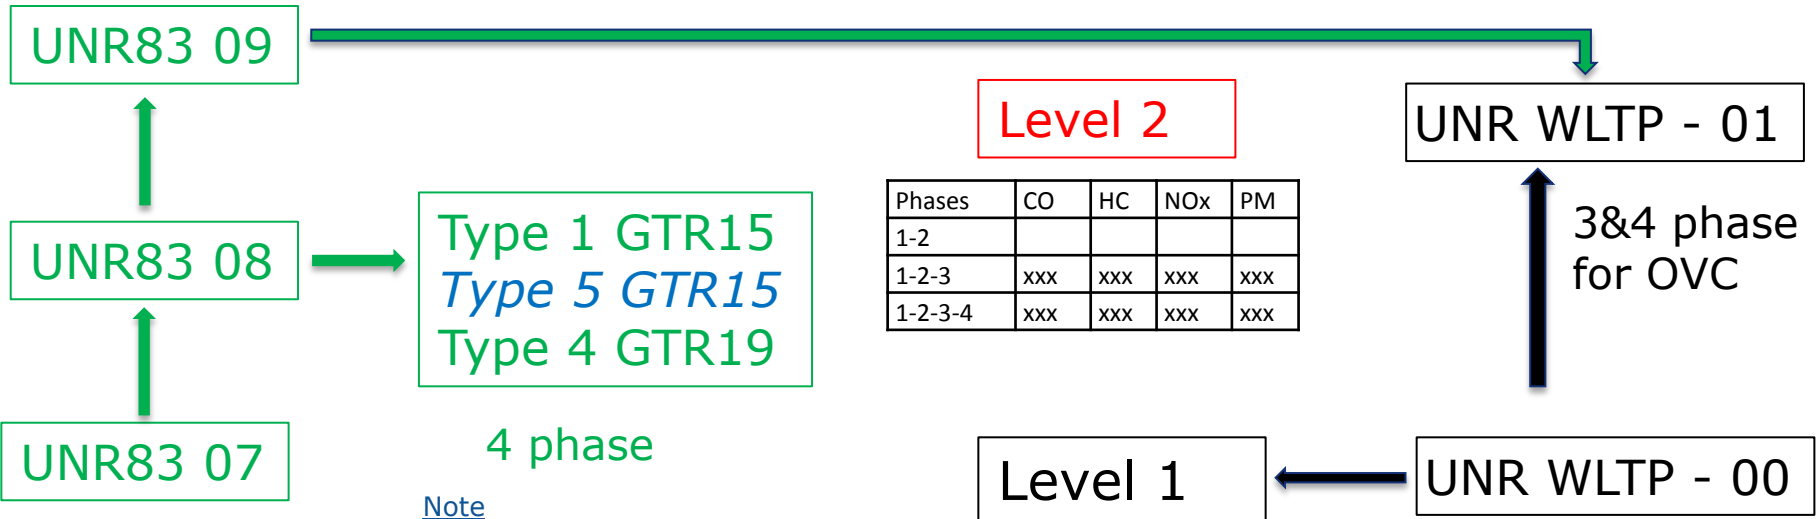 UNR83 09
Level 2
UNR WLTP - 01
Phases CO HC NOx PM
1-2
1-2-3 xxx xxx xxx xxx
1-2-3-4 xxx xxx xxx xxx
UNR83 08
Type 1 GTR15
Type 5 GTR15
Type 4 GTR19
3&4 phase
for OVC
UNR83 07
4 phase
Note
Level 1
UNR WLTP - 00